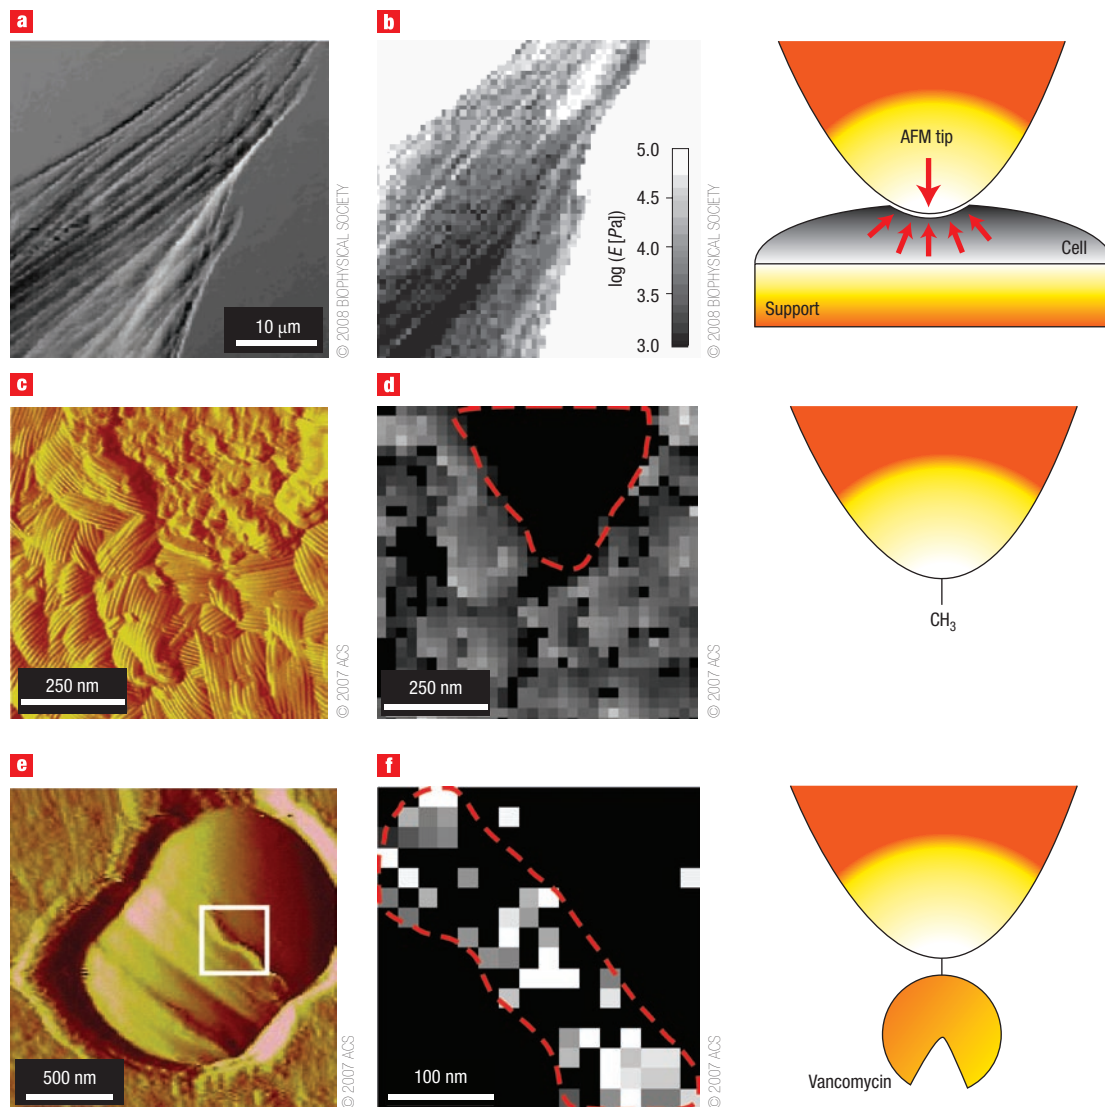 a
b
AFM tip
5.0
4.5
4.0
3.5
3.0
log (E [Pa])
Cell
Support
10 μm
© 2008 BIOPHYSICAL SOCIETY
© 2008 BIOPHYSICAL SOCIETY
c
d
CH3
250 nm
© 2007 ACS
250 nm
© 2007 ACS
e
f
500 nm
© 2007 ACS
100 nm
© 2007 ACS
Vancomycin